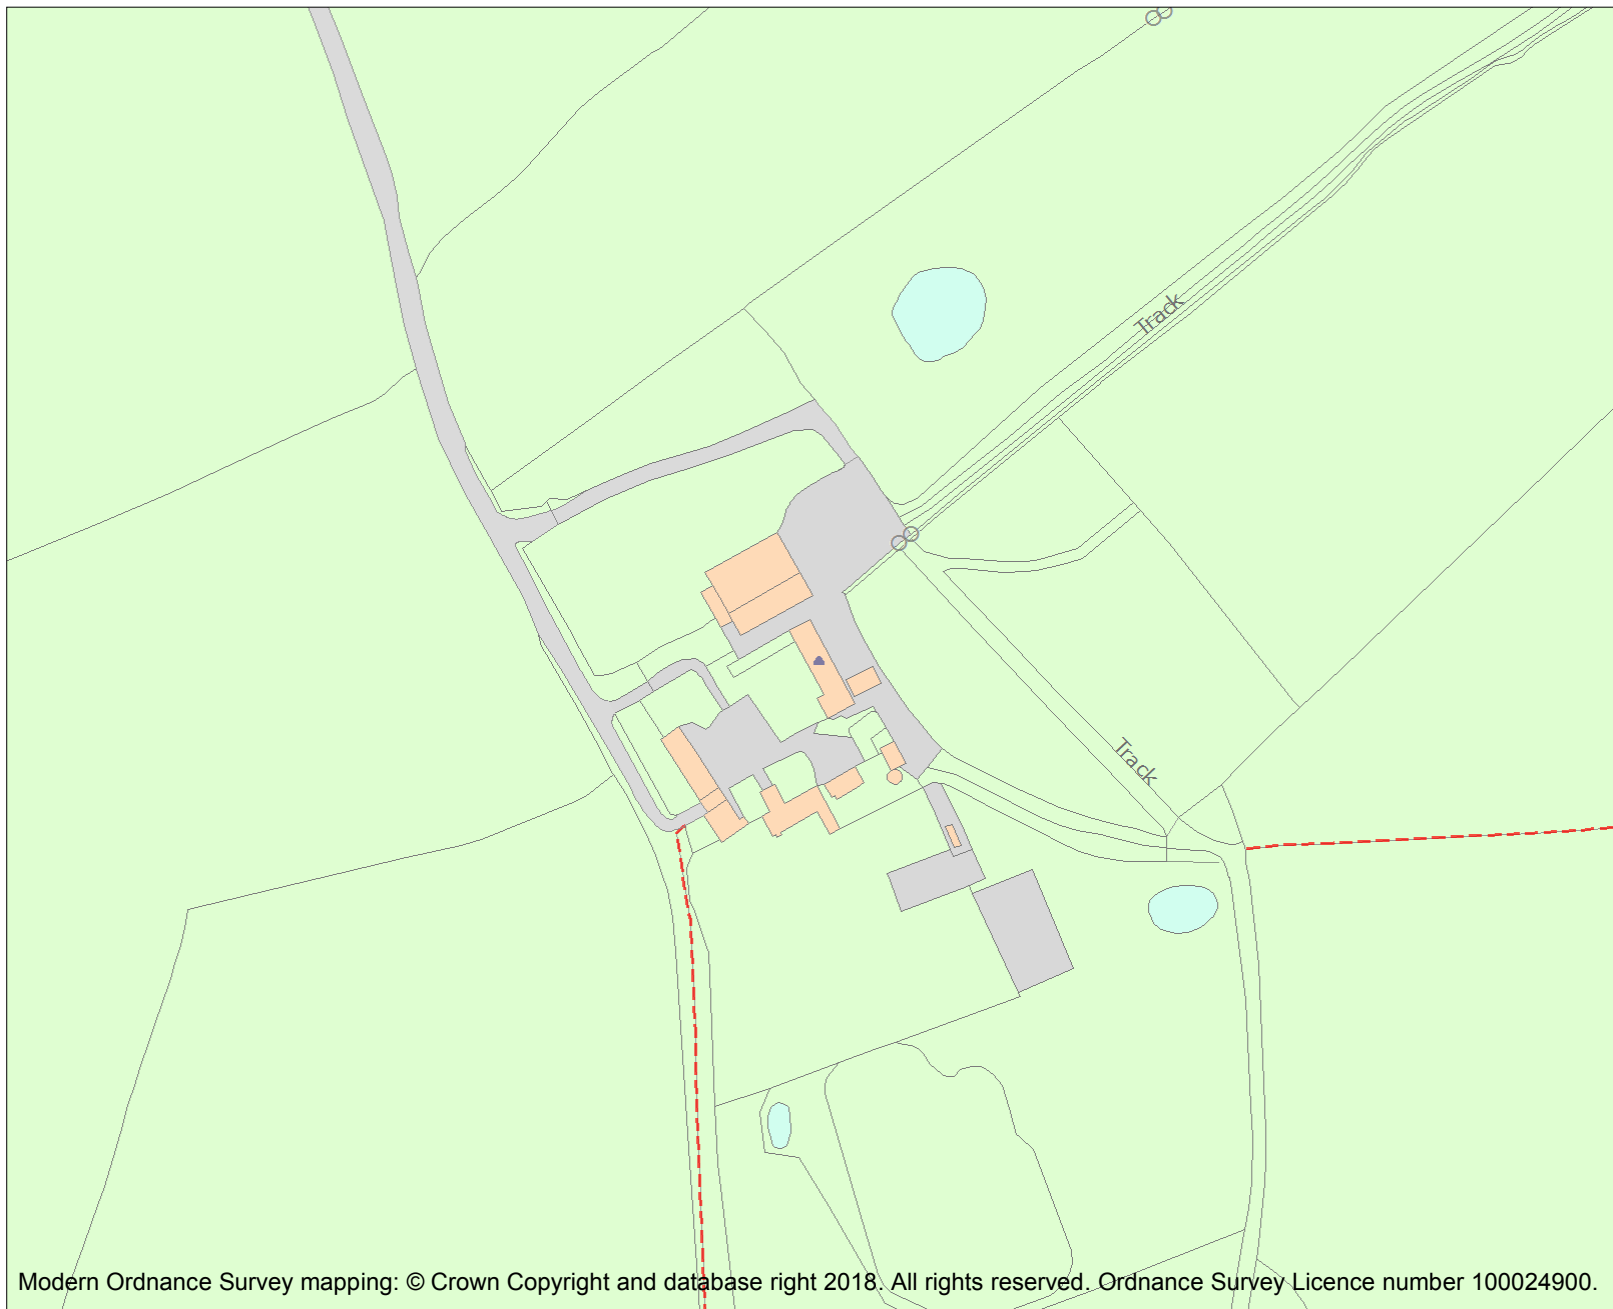 Track
Track
Modern Ordnance Survey mapping: © Crown Copyright and database right 2018. All rights reserved. Ordnance Survey Licence number 100024900.